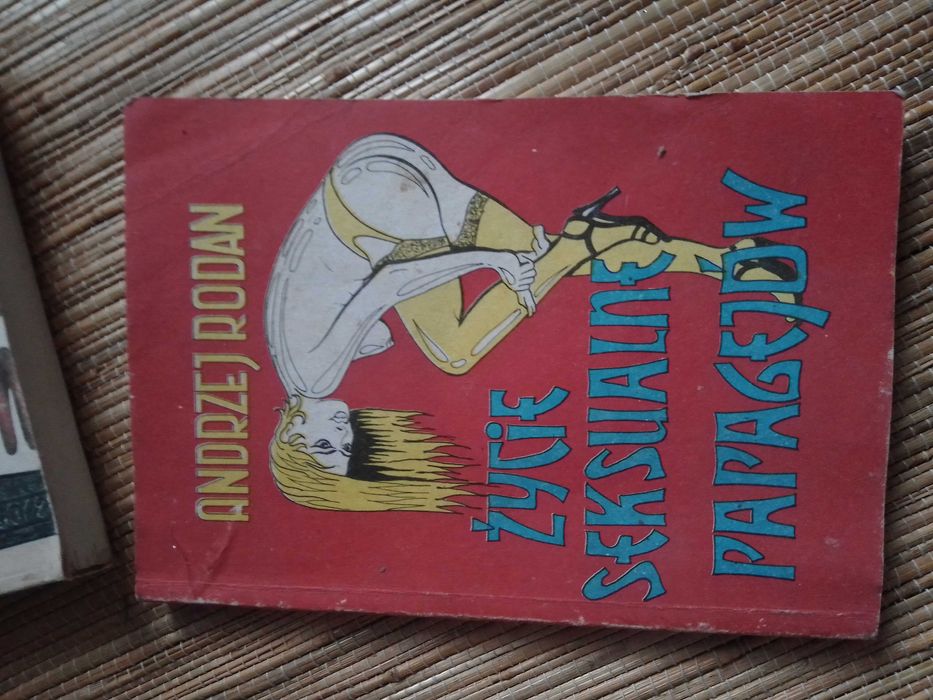 ANDRZEJ RODAN
ŻYCIE
SEKSUALNE
PAPAGEJÓW